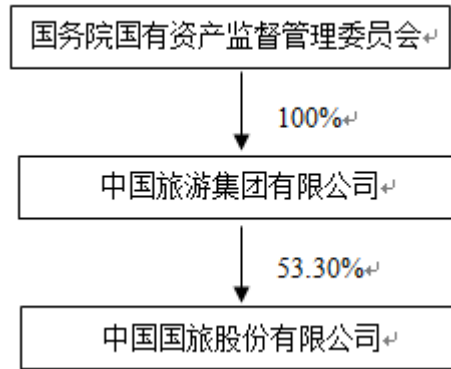 国务院国有资产监督管理委员会
100%
中国旅游集团有限公司
53.30%
中国国旅股份有限公司